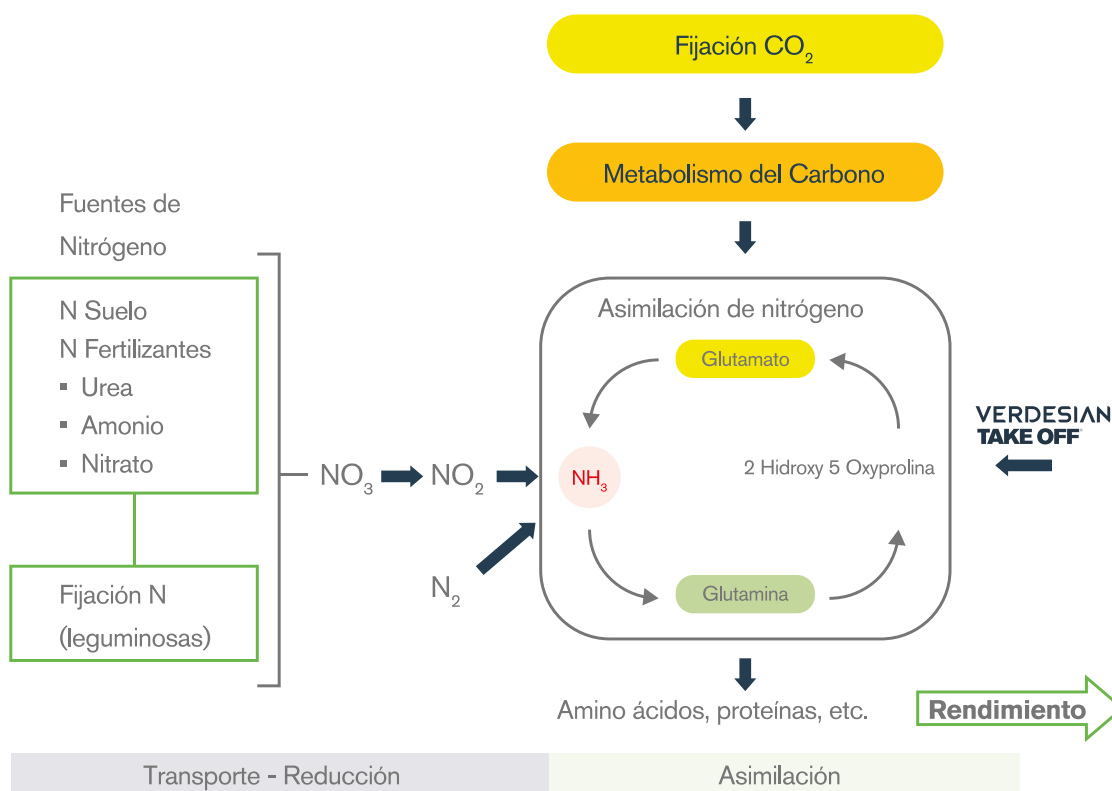 Fijación CO₂
Metabolismo del Carbono
Fuentes de
Nitrógeno
N Suelo
N Fertilizantes
▪ Urea
▪ Amonio
▪ Nitrato
Fijación N
(leguminosas)
NO₃
NO₂
N₂
Asimilación de nitrógeno
Glutamato
NH₃
2 Hidroxy 5 Oxyprolina
Glutamina
VERDESIAN
TAKE OFF®
Amino ácidos, proteínas, etc.
Rendimiento
Transporte - Reducción
Asimilación